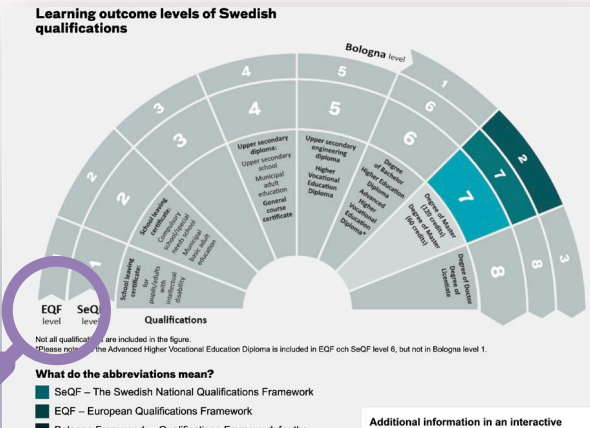 Learning outcome levels of Swedish
qualifications
Bologna level
1
2
3
1
2
3
4
5
6
7
8
1
2
3
4
5
6
7
8
School leaving
certificate:
for
pupils/adults
with
intellectual
disability
School leaving
certificate:
Compulsory
school/special
needs school
Municipal
basic adult
education
Upper secondary
diploma:
Upper secondary
school
Municipal
adult
education
General
course
certificate
Upper secondary
engineering
diploma
Higher
Vocational
Education
Diploma
Degree
of Bachelor
Higher Education
Diploma
Advanced
Higher
Vocational
Education
Diploma*
Degree of Master
(120 credits)
Degree of Master
(60 credits)
Degree of Doctor
Degree of
Licentiate
EQF
level
SeQF
level
Qualifications
Not all are included in the figure.
*Please the Advanced Higher Vocational Education Diploma is included in EQF och SeQF level 6, but not in Bologna level 1.
What do the abbreviations mean?
SeQF – The Swedish National Qualifications Framework
EQF – European Qualifications Framework
Additional information in an interactive